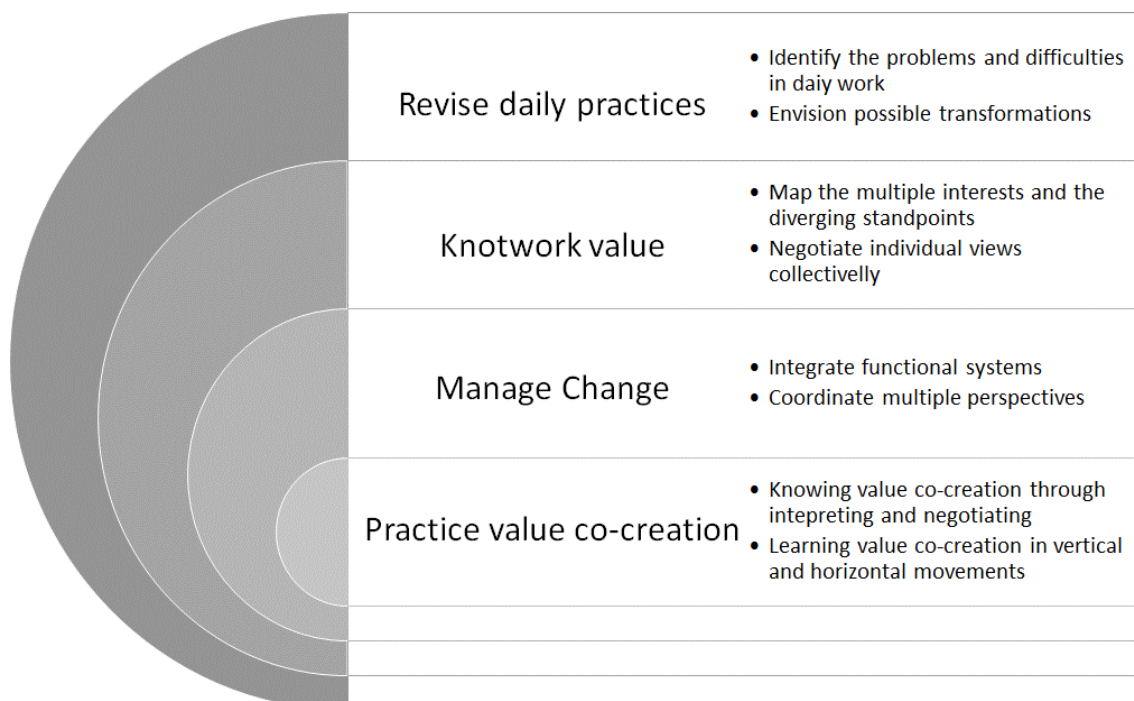 Revise daily practices
• Identify the problems and difficulties
in daiy work
• Envision possible transformations
Knotwork value
• Map the multiple interests and the
diverging standpoints
• Negotiate individual views
collectivelly
Manage Change
• Integrate functional systems
• Coordinate multiple perspectives
Practice value co-creation
• Knowing value co-creation through
intepreting and negotiating
• Learning value co-creation in vertical
and horizontal movements